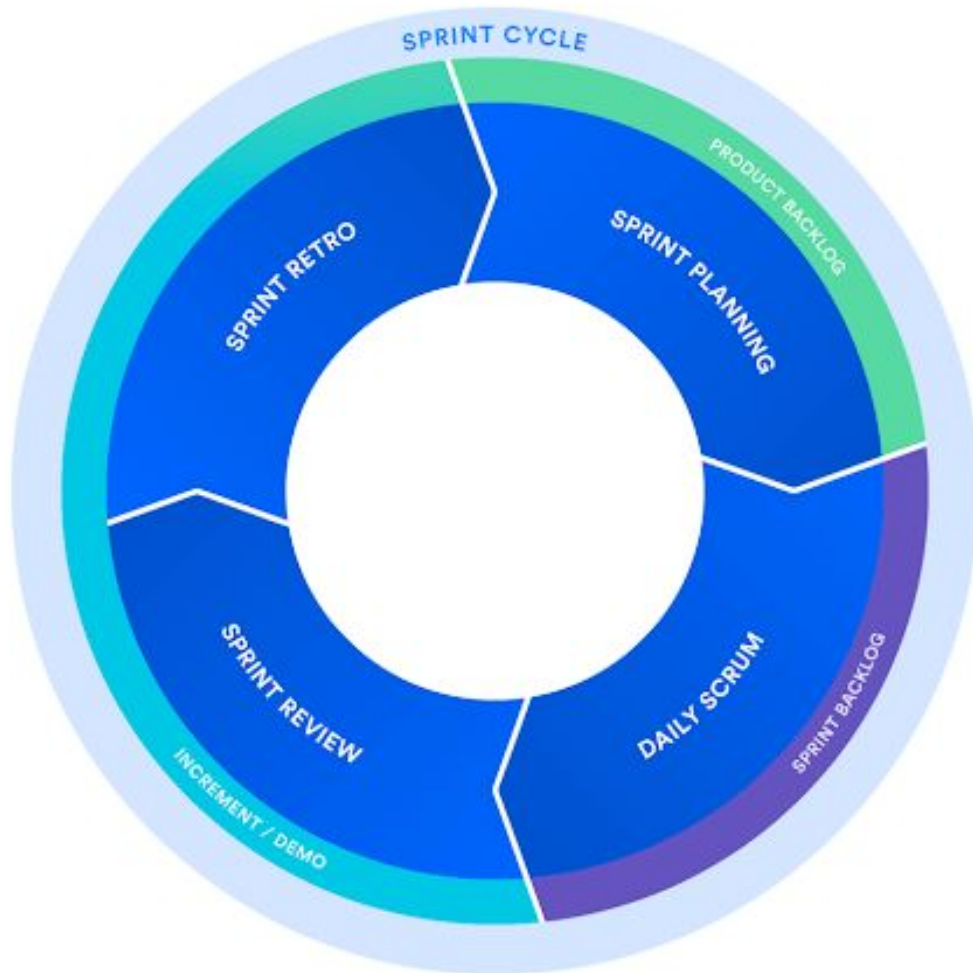 SPRINT CYCLE
PRODUCT BACKLOG
SPRINT PLANNING
SPRINT BACKLOG
DAILY SCRUM
INCREMENT / DEMO
SPRINT REVIEW
SPRINT RETRO